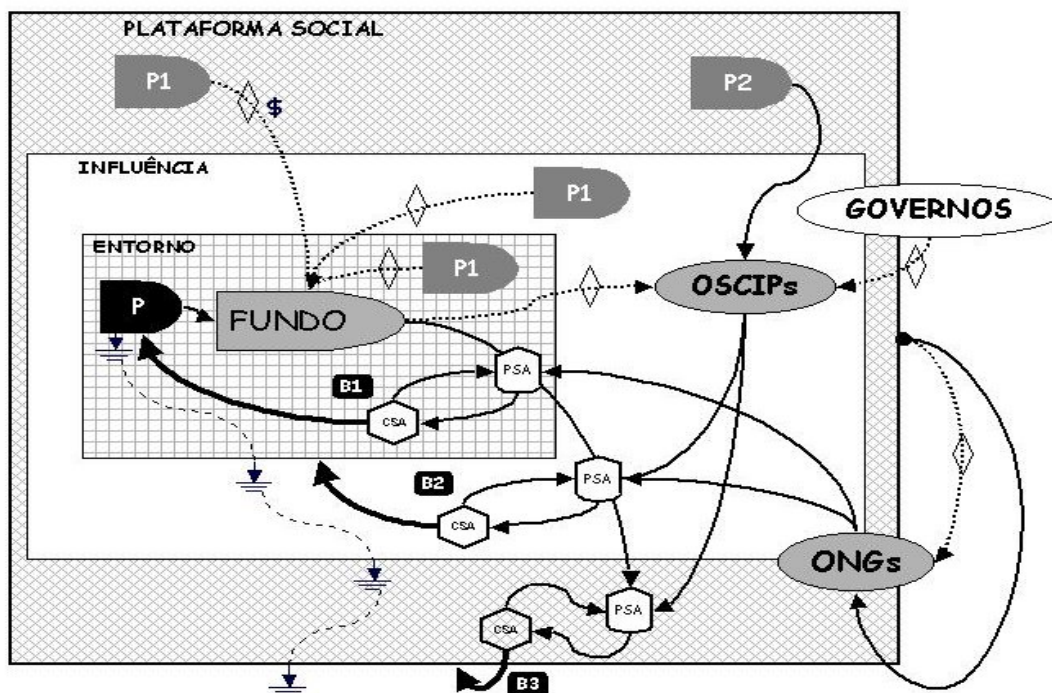 PLATAFORMA SOCIAL
P1
$
P2
INFLUÊNCIA
P1
GOVERNOS
ENTORNO
P1
OSCIPs
P
FUNDO
PSA
B1
CSA
B2
PSA
CSA
ONGs
PSA
CSA
B3